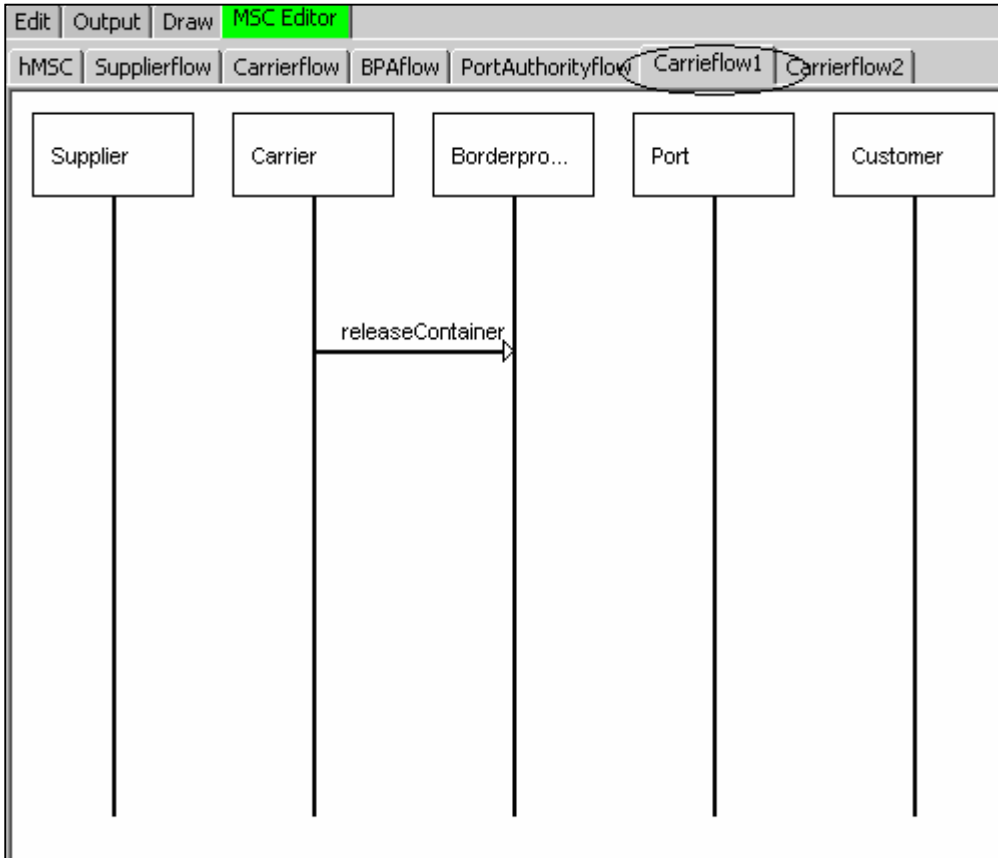 Edit Output Draw MSC Editor
hMSC Supplierflow Carrierflow BPAflow PortAuthorityflow Carrieflow1 Carrierflow2
Supplier Carrier Borderpro... Port Customer
releaseContainer